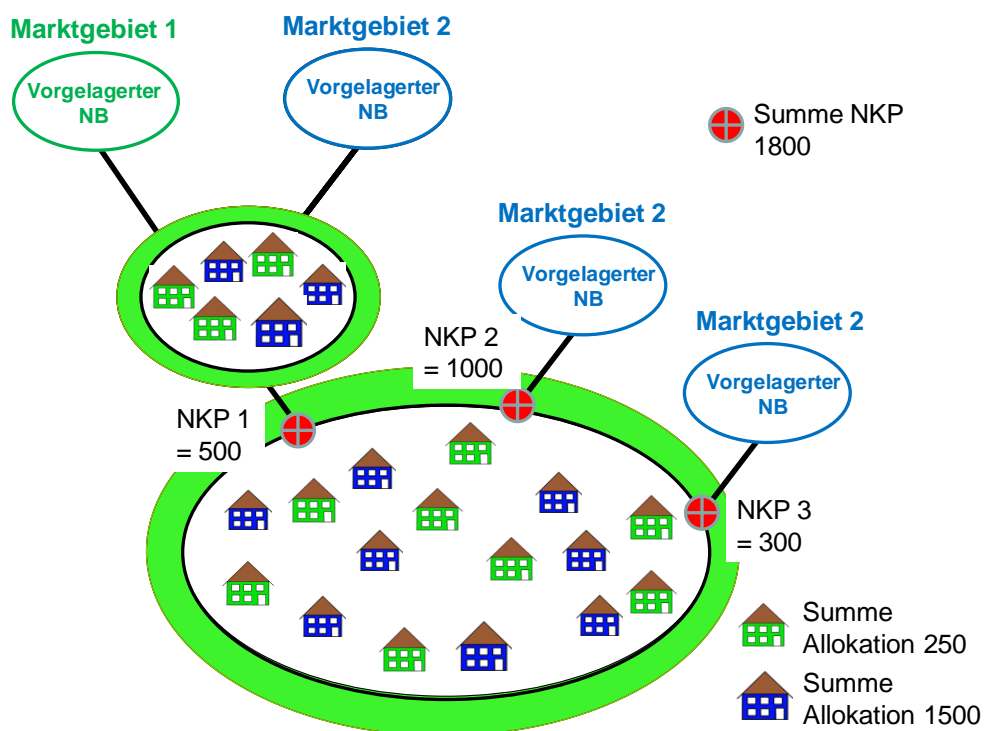 Marktgebiet 1
Vorgelagerter
NB
Marktgebiet 2
Vorgelagerter
NB
Summe NKP
1800
Marktgebiet 2
Vorgelagerter
NB
Marktgebiet 2
Vorgelagerter
NB
NKP 2
= 1000
NKP 1
= 500
NKP 3
= 300
Summe
Allokation 250
Summe
Allokation 1500